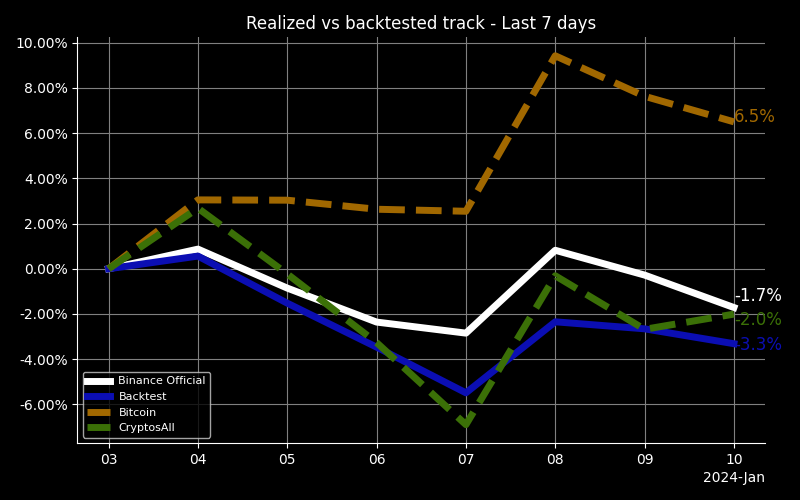 Realized vs backtested track - Last 7 days
10.00%
8.00%
6.00%
4.00%
2.00%
0.00%
-2.00%
-4.00%
-6.00%
6.5%
-1.7%
-2.0%
-3.3%
Binance Official
Backtest
Bitcoin
CryptosAll
03 04 05 06 07 08 09 10
2024-Jan